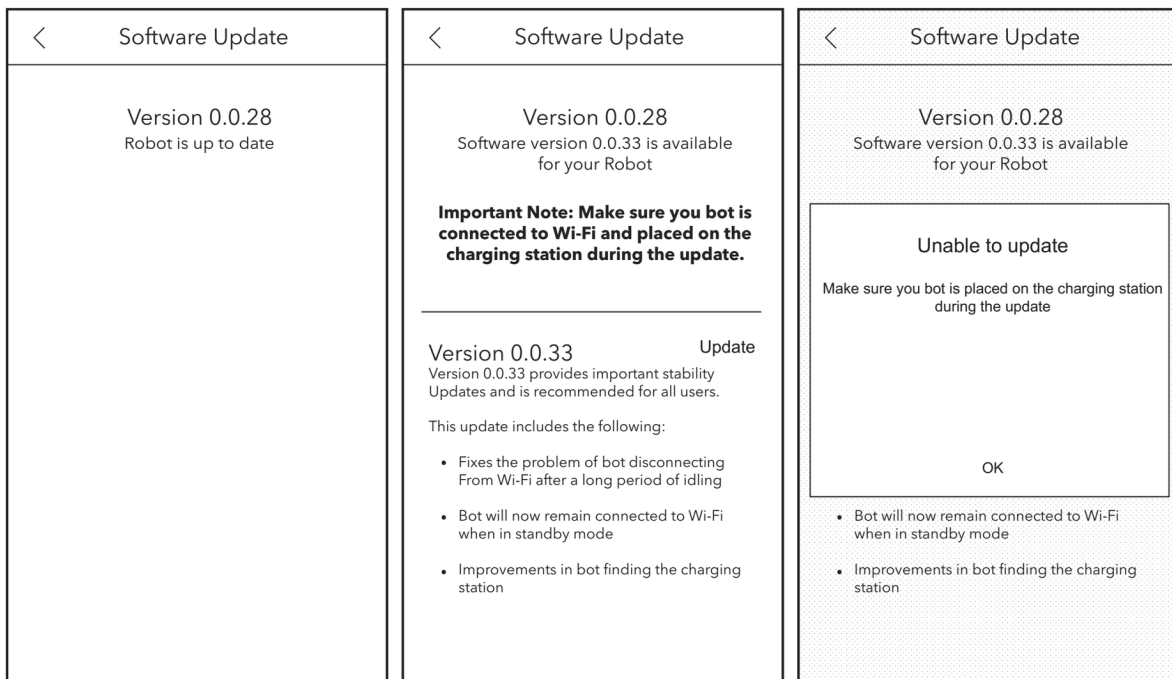 Software Update
Version 0.0.28
Robot is up to date
Software Update
Version 0.0.28
Software version 0.0.33 is available
for your Robot
Important Note: Make sure you bot is
connected to Wi-Fi and placed on the
charging station during the update.
Version 0.0.33
Update
Version 0.0.33 provides important stability
Updates and is recommended for all users.
This update includes the following:
• Fixes the problem of bot disconnecting
From Wi-Fi after a long period of idling
• Bot will now remain connected to Wi-Fi
when in standby mode
• Improvements in bot finding the charging
station
Software Update
Version 0.0.28
Software version 0.0.33 is available
for your Robot
Unable to update
Make sure you bot is placed on the charging station
during the update
OK
• Bot will now remain connected to Wi-Fi
when in standby mode
• Improvements in bot finding the charging
station